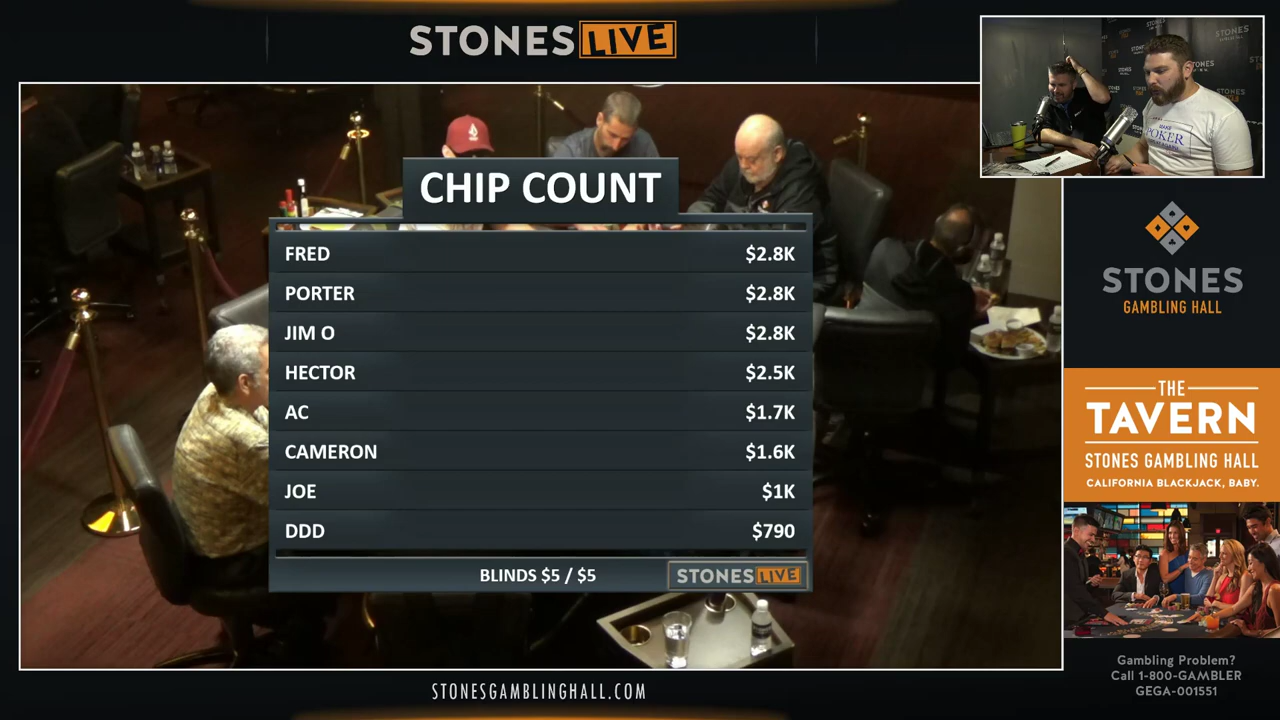 STONES LIVE
CHIP COUNT
FRED $2.8K
PORTER $2.8K
JIM O $2.8K
HECTOR $2.5K
AC $1.7K
CAMERON $1.6K
JOE $1K
DDD $790
BLINDS $5 / $5
STONES LIVE
STONESGAMBLINGHALL.COM
POKER
STONES
GAMBLING HALL
THE
TAVERN
STONES GAMBLING HALL
CALIFORNIA BLACKJACK, BABY.
Gambling Problem?
Call 1-800-GAMBLER
GEGA-001551